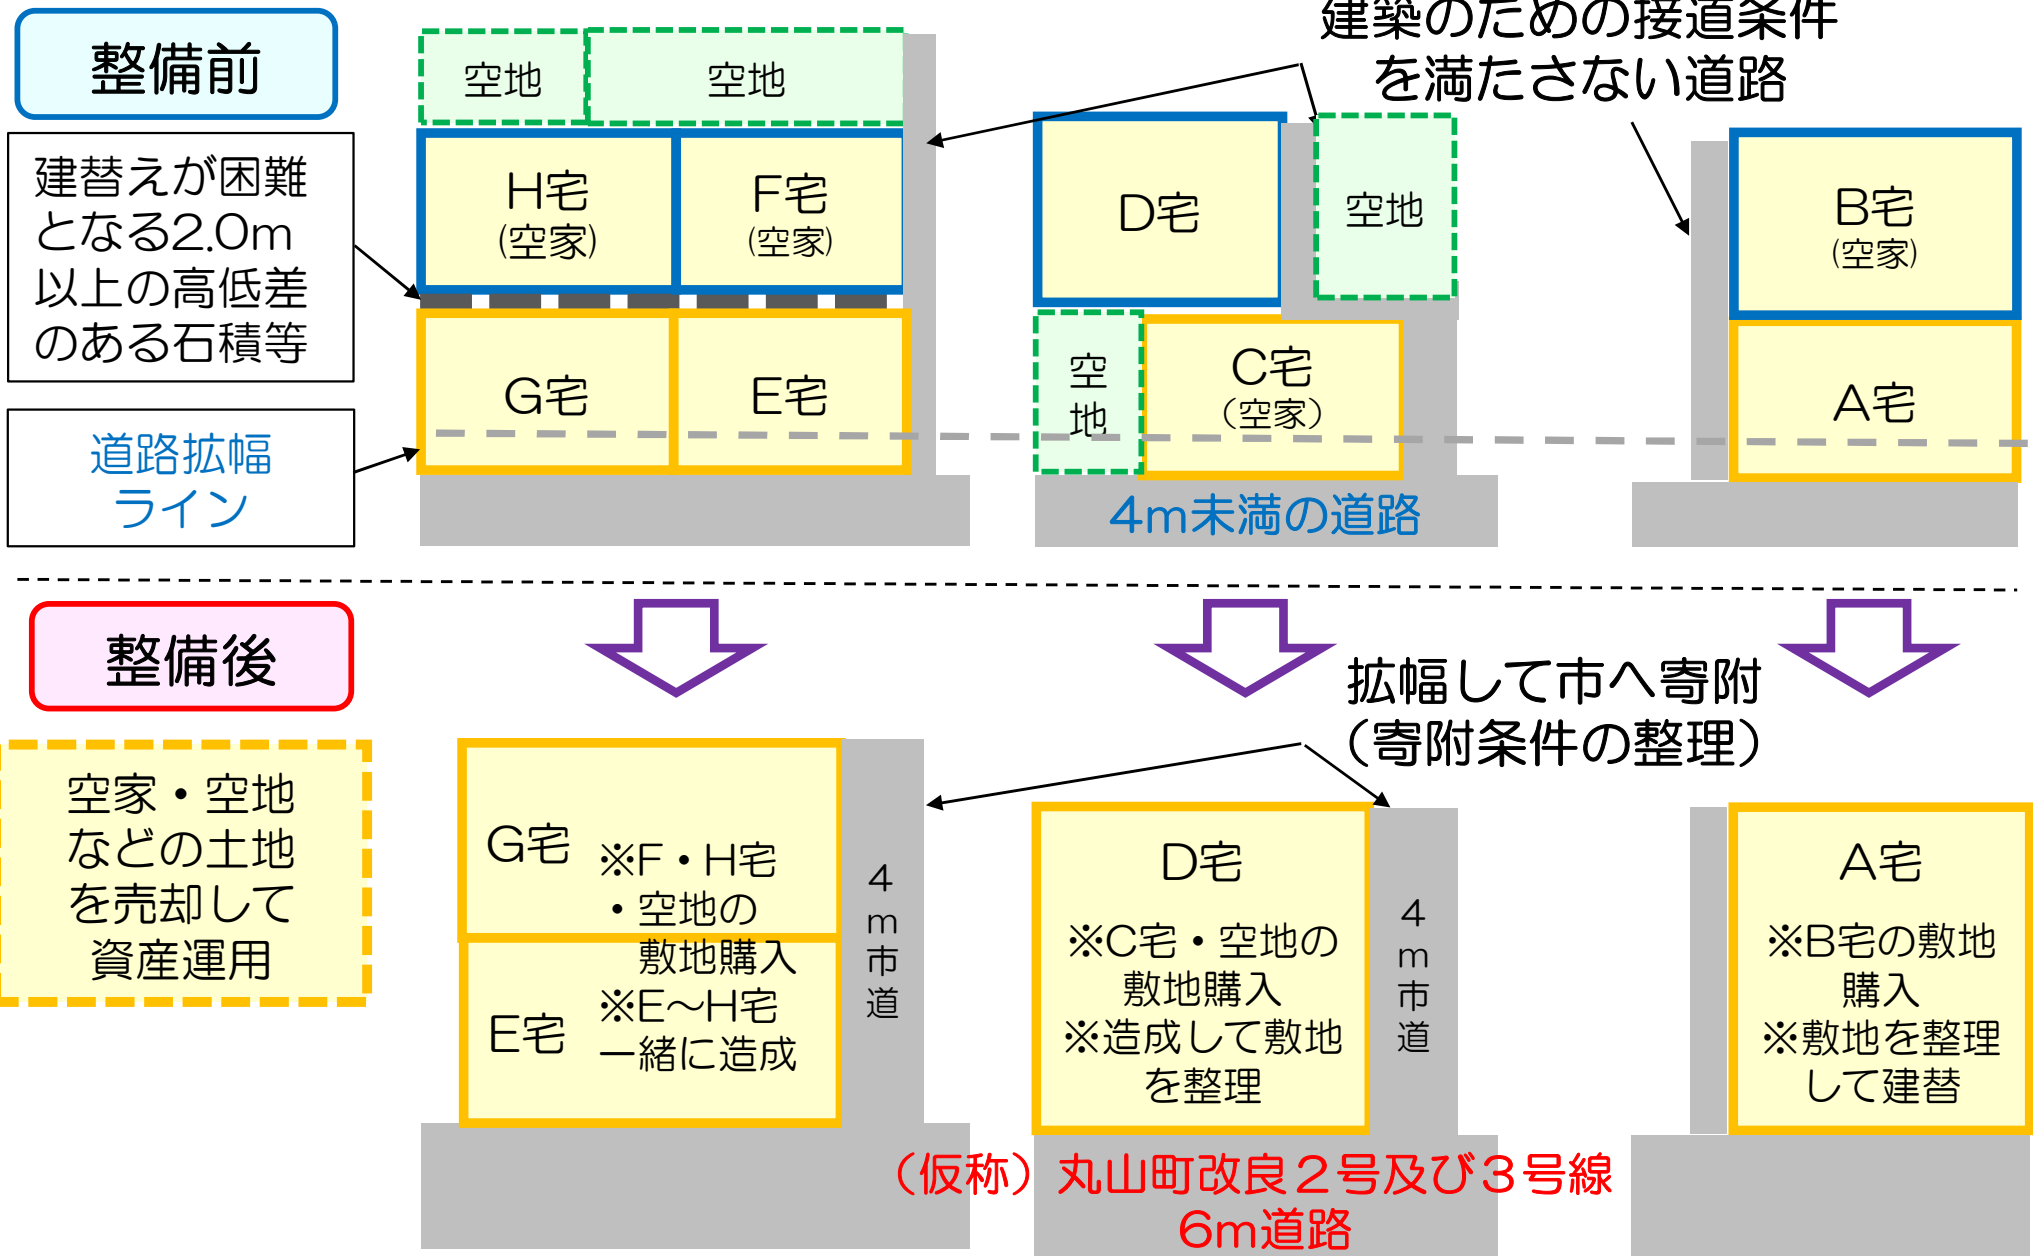 整備前
建築のための接道条件
を満たさない道路
建替えが困難
となる2.0m
以上の高低差
のある石積等
道路拡幅
ライン
空地
空地
H宅
(空家)
F宅
(空家)
G宅
E宅
D宅
空地
空
地
C宅
（空家）
4m未満の道路
B宅
(空家)
A宅
整備後
拡幅して市へ寄附
（寄附条件の整理）
空家・空地
などの土地
を売却して
資産運用
G宅
※F・H宅
・空地の
敷地購入
※E～H宅
一緒に造成
E宅
4
m
市
道
D宅
※C宅・空地の
敷地購入
※造成して敷地
を整理
4
m
市
道
A宅
※B宅の敷地
購入
※敷地を整理
して建替
（仮称）丸山町改良２号及び３号線
6m道路